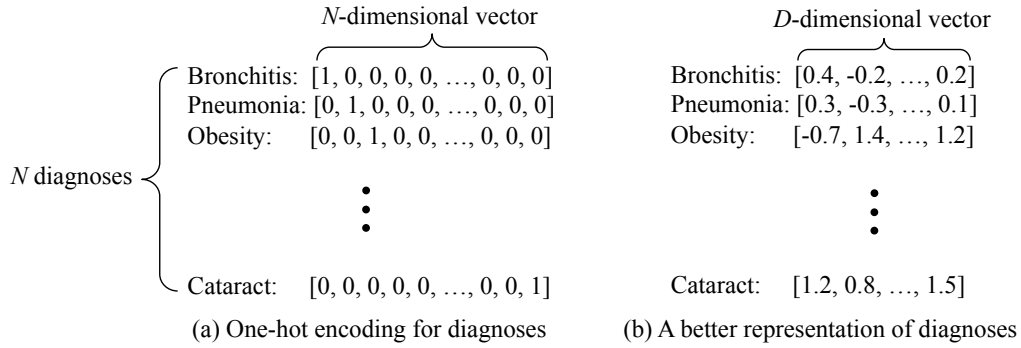 N-dimensional vector
Bronchitis: [1, 0, 0, 0, 0, …, 0, 0, 0]
Pneumonia: [0, 1, 0, 0, 0, …, 0, 0, 0]
Obesity: [0, 0, 1, 0, 0, …, 0, 0, 0]
N diagnoses
Cataract: [0, 0, 0, 0, 0, …, 0, 0, 1]
(a) One-hot encoding for diagnoses
D-dimensional vector
Bronchitis: [0.4, -0.2, …, 0.2]
Pneumonia: [0.3, -0.3, …, 0.1]
Obesity: [-0.7, 1.4, …, 1.2]
Cataract: [1.2, 0.8, …, 1.5]
(b) A better representation of diagnoses